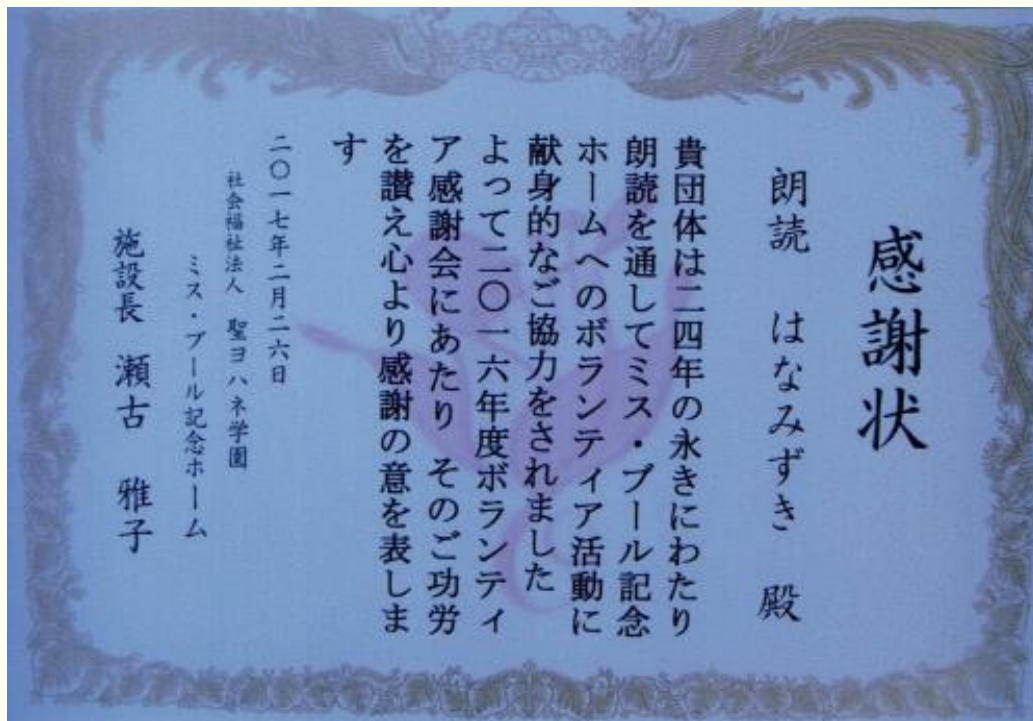 感謝状
朗読 はなみずき 殿
貴団体は二四年の永きにわたり
朗読を通してミス・ブール記念
ホームへのボランティア活動に
献身的なご協力をされました
よって二〇一六年度ボランティ
ア感謝会にあたり そのご功労
を讃え心より感謝の意を表しま
す
二〇一七年二月二六日
社会福祉法人 聖ヨハネ学園
ミス・ブール記念ホーム
施設長 瀬古 雅子